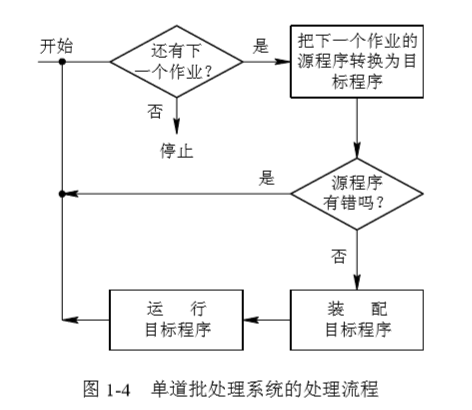 开始
还有下
一个作业？
是
把下一个作业的
源程序转换为目
标程序
否
停止
是
源程序
有错吗？
否
运 行
目标程序
装 配
目标程序
图 1-4 单道批处理系统的处理流程